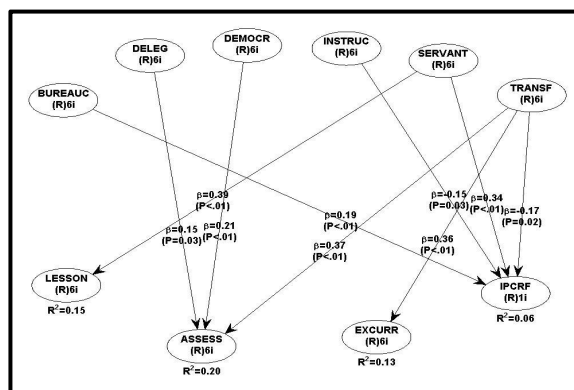 DELEG
(R)6i
DEMOCR
(R)6i
INSTRUC
(R)6i
SERVANT
(R)6i
BUREAUC
(R)6i
TRANSF
(R)6i
β=0.39
(P<.01)
β=0.15
(P=0.03)
β=0.21
(P<.01)
β=0.19
(P<.01)
β=-0.15
(P=0.03)
β=0.34
(P<.01)
β=-0.17
(P=0.02)
β=0.37
(P<.01)
β=0.36
(P<.01)
LESSON
(R)6i
R²=0.15
IPCRF
(R)1i
R²=0.06
ASSESS
(R)6i
R²=0.20
EXCURR
(R)6i
R²=0.13